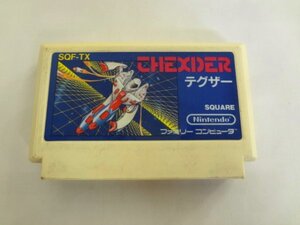 SQF-TX
THEXDER
テグザー
SQUARE
Nintendo
ファミリー コンピュータ